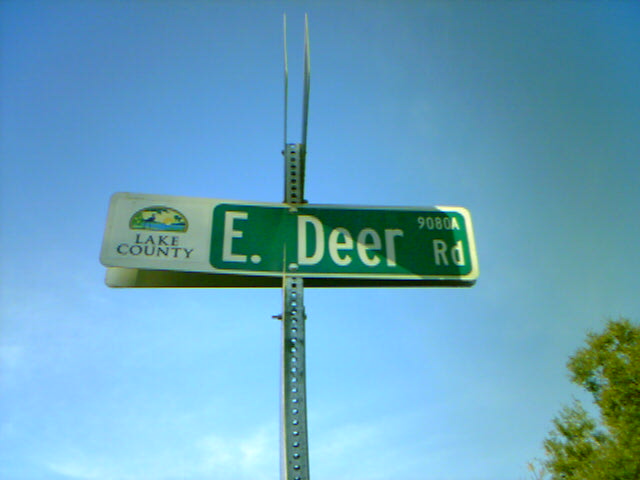 LAKE
COUNTY
E. Deer Rd
9080A